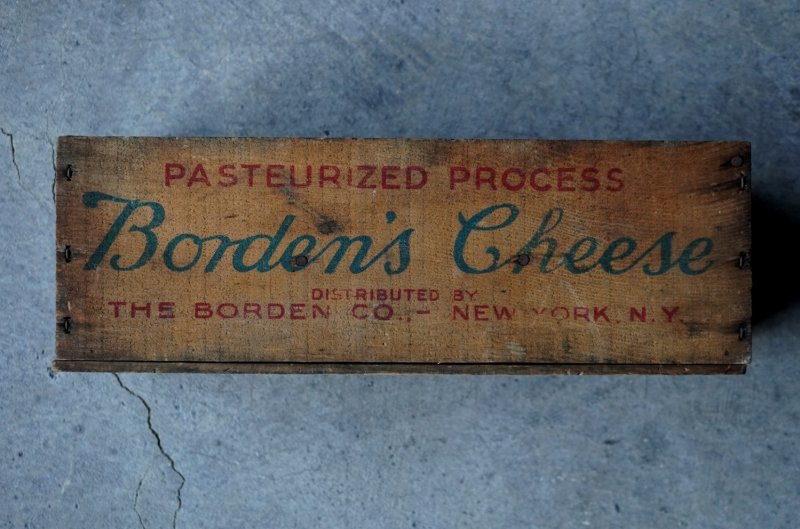 PASTEURIZED PROCESS
Borden's Cheese
DISTRIBUTED BY
THE BORDEN CO.,– NEW YORK, N.Y.